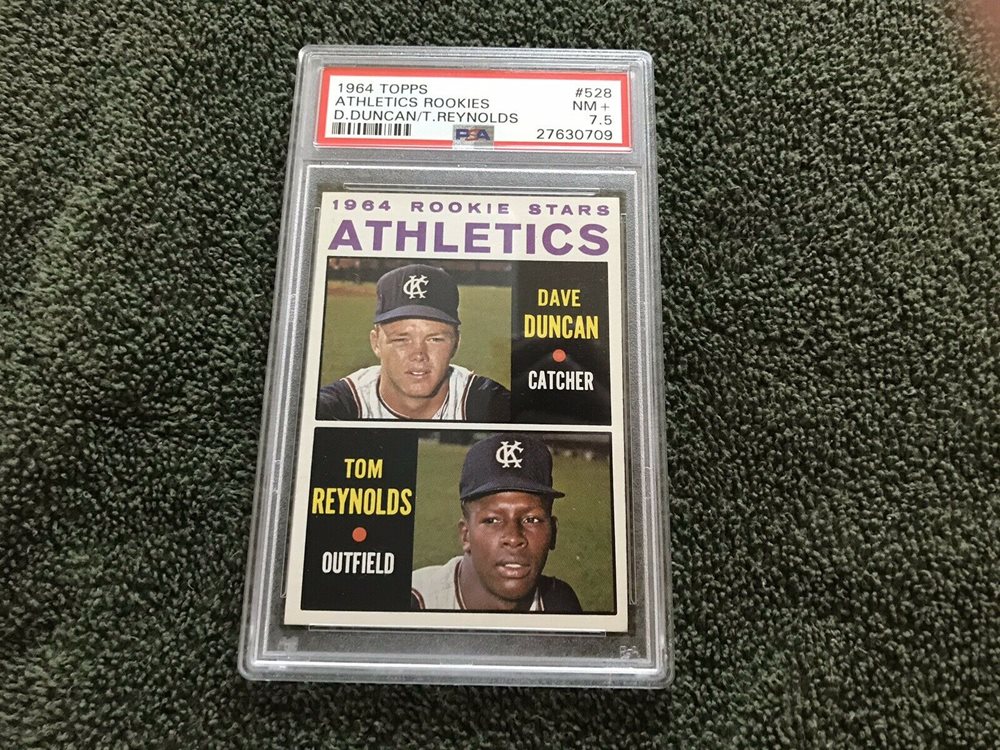 1964 TOPPS #528
ATHLETICS ROOKIES NM+
D.DUNCAN/T.REYNOLDS 7.5
PSA 27630709
1964 ROOKIE STARS
ATHLETICS
KC
DAVE
DUNCAN
CATCHER
KC
TOM
REYNOLDS
OUTFIELD